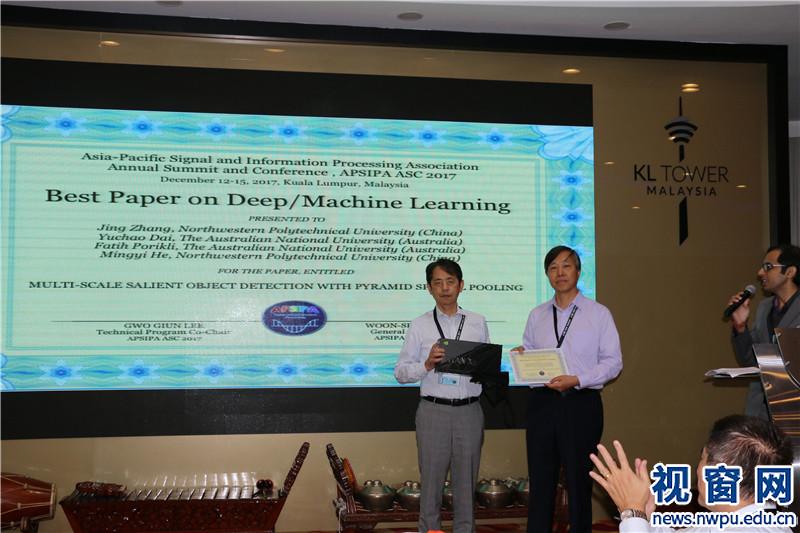 Asia-Pacific Signal and Information Processing Association
Annual Summit and Conference , APSIPA ASC 2017
December 12-15, 2017, Kuala Lumpur, Malaysia
Best Paper on Deep/Machine Learning
PRESENTED TO
Jing Zhang, Northwestern Polytechnical University (China)
Yuchao Dai, The Australian National University (Australia)
Fatih Porikli, The Australian National University (Australia)
Mingyi He, Northwestern Polytechnical University (China)
FOR THE PAPER, ENTITLED
MULTI-SCALE SALIENT OBJECT DETECTION WITH PYRAMID POOLING
APSIPA
GWO GIUN LEE
Technical Program Co-Chair
APSIPA ASC 2017
WOON-SE
General
APSIPA
KL TOWER
MALAYSIA
视窗网
news.nwpu.edu.cn